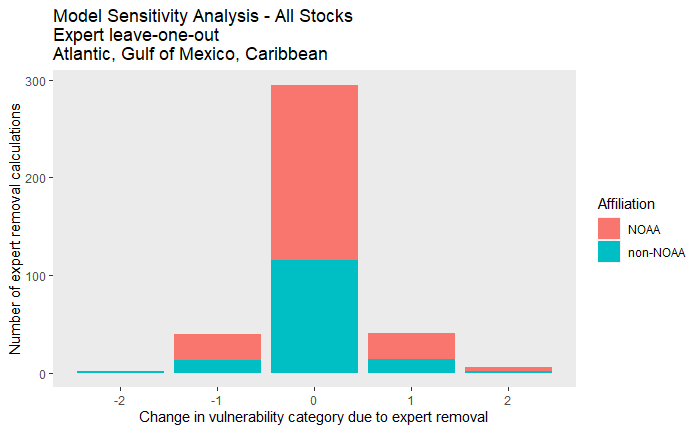 Model Sensitivity Analysis - All Stocks
Expert leave-one-out
Atlantic, Gulf of Mexico, Caribbean
Number of expert removal calculations
300
200
100
0
-2
-1
0
1
2
Change in vulnerability category due to expert removal
Affiliation
NOAA
non-NOAA